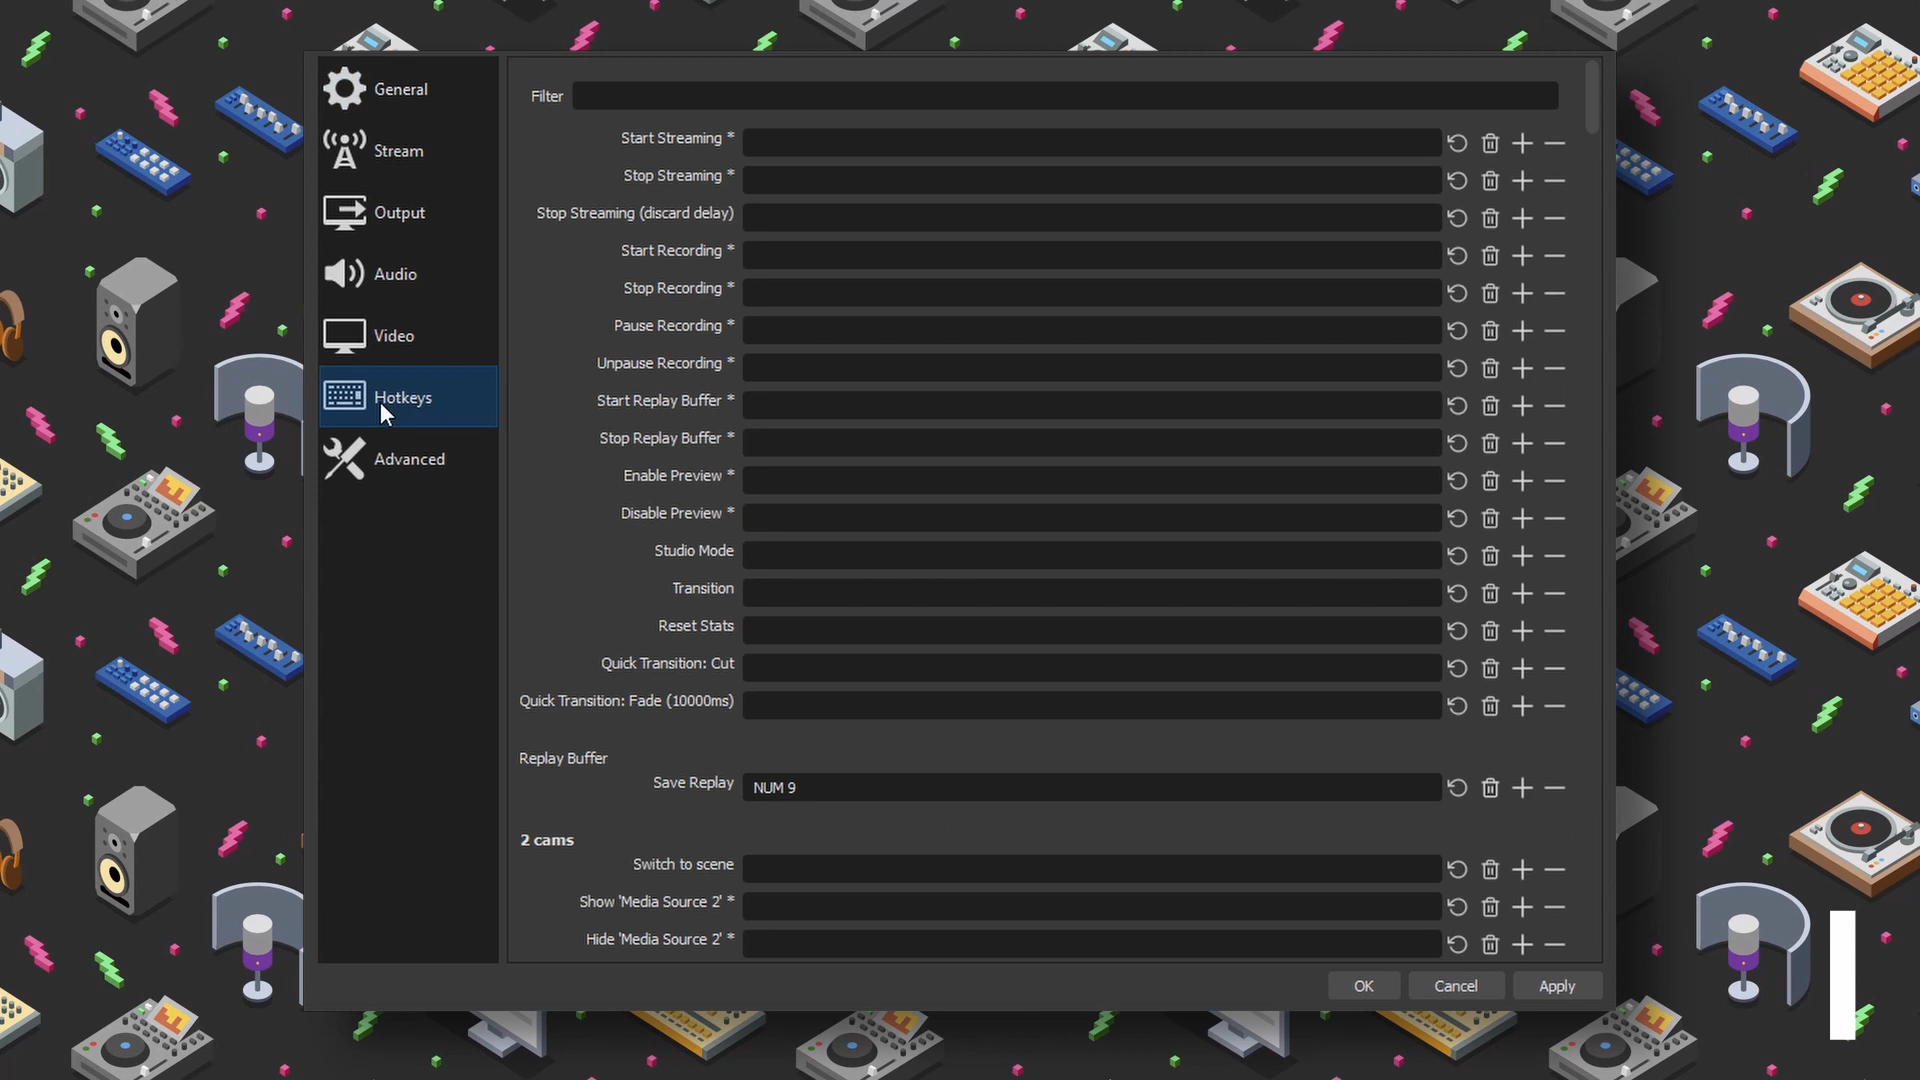 General
Stream
Output
Audio
Video
Hotkeys
Advanced
Filter
Start Streaming *
Stop Streaming *
Stop Streaming (discard delay)
Start Recording *
Stop Recording *
Pause Recording *
Unpause Recording *
Start Replay Buffer *
Stop Replay Buffer *
Enable Preview *
Disable Preview *
Studio Mode
Transition
Reset Stats
Quick Transition: Cut
Quick Transition: Fade (10000ms)
Replay Buffer
Save Replay NUM 9
2 cams
Switch to scene
Show 'Media Source 2' *
Hide 'Media Source 2' *
OK Cancel Apply